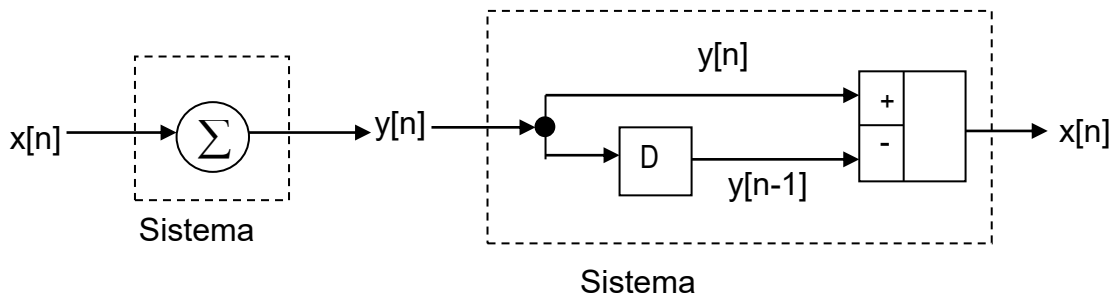 x[n]
Σ
Sistema
y[n]
y[n]
D
y[n-1]
+
-
x[n]
Sistema